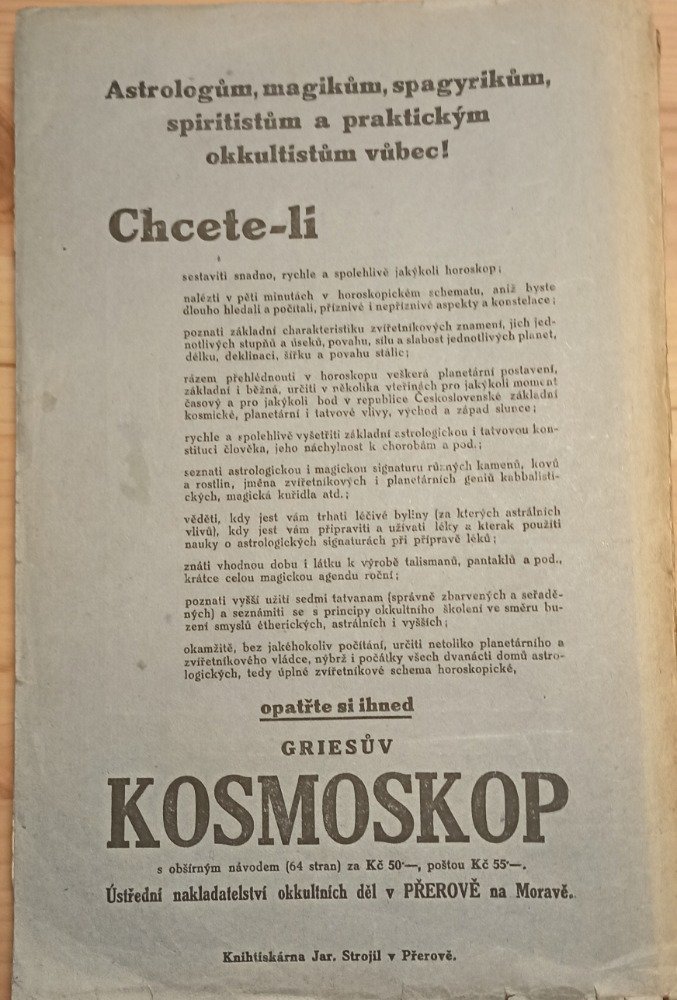 Astrologům, magikům, spagyrikům,
spiritistům a praktickým
okkultistům vůbec!
Chcete-li
sestaviti snadno, rychle a spolehlivě jakýkoli horoskop;
nalézti v pěti minutách v horoskopickém schematu, aniž byste
dlouho hledali a počítali, příznivé i nepříznivé aspekty a konstelace;
poznati základní charakteristiku zvířetníkových znamení, jich jed-
notlivých stupňů a úseků, povahu, sílu a slabost jednotlivých planet,
délku, deklinaci, šířku a povahu stálic;
rázem přehlédnouti v horoskopu veškerá planetární postavení,
základní i běžná, určiti v několika vteřinách pro jakýkoli moment
časový a pro jakýkoli bod v republice Československé základní
kosmické, planetární i tatvové vlivy, východ a západ slunce;
rychle a spolehlivě vyšetřiti základní astrologickou i tatvovou kon-
stituci člověka, jeho náchylnost k chorobám a pod.;
seznati astrologickou i magickou signaturu různých kamenů, kovů
a rostlin, jména zvířetníkových i planetárních geniů kabbalisti-
ckých, magická kuřidla atd.;
věděti, kdy jest vám trhati léčivé byliny (za kterých astrálních
vlivů), kdy jest vám připraviti a užívati léky a kterak použíti
nauky o astrologických signaturách při přípravě léků;
znáti vhodnou dobu i látku k výrobě talismanů, pantaklů a pod.,
krátce celou magickou agendu roční;
poznati vyšší užití sedmi tatvanam (správně zbarvených a seřadě-
ných) a seznámiti se s principy okkultního školení ve směru bu-
zení smyslů étherických, astrálních i vyšších;
okamžitě, bez jakéhokoliv počítání, určiti netoliko planetárního a
zvířetníkového vládce, nýbrž i počátky všech dvanácti domů astro-
logických, tedy úplné zvířetníkové schema horoskopické,
opatřte si ihned
GRIESŮV
KOSMOSKOP
s obšírným návodem (64 stran) za Kč 50·—, poštou Kč 55·—.
Ústřední nakladatelství okkultních děl v PŘEROVĚ na Moravě.
Knihtiskárna Jar. Strojil v Přerově.